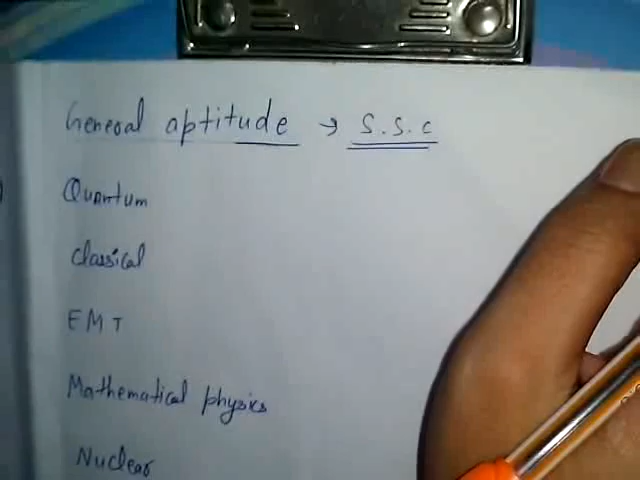 General aptitude → S.S.C
Quantum
Classical
EMT
Mathematical physics
Nuclear